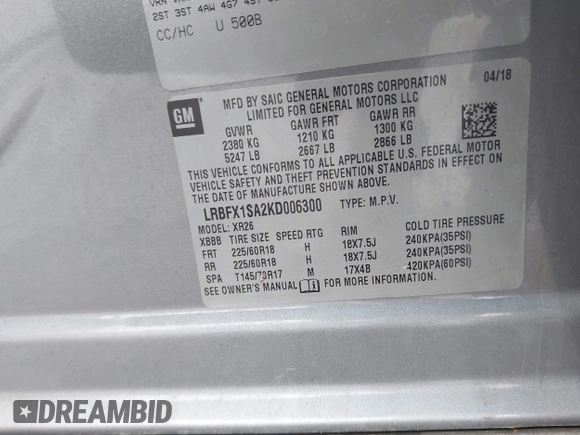 2ST 3ST 4AW 4G7
CC/HC U 500B
GM
MFD BY SAIC GENERAL MOTORS CORPORATION 04/18
LIMITED FOR GENERAL MOTORS LLC
GVWR GAWR FRT GAWR RR
2380 KG 1210 KG 1300 KG
5247 LB 2667 LB 2866 LB
THIS VEHICLE CONFORMS TO ALL APPLICABLE U.S. FEDERAL MOTOR
VEHICLE SAFETY AND THEFT PREVENTION STANDARDS IN EFFECT ON
THE DATE OF MANUFACTURE SHOWN ABOVE.
LRBFX1SA2KD006300 TYPE: M.P.V.
MODEL: XR26
XBBB TIRE SIZE SPEED RTG RIM COLD TIRE PRESSURE
FRT 225/60R18 H 18X7.5J 240KPA(35PSI)
RR 225/60R18 H 18X7.5J 240KPA(35PSI)
SPA T145/70R17 M 17X4B 420KPA(60PSI)
SEE OWNER'S MANUAL FOR MORE INFORMATION.
DREAMBID